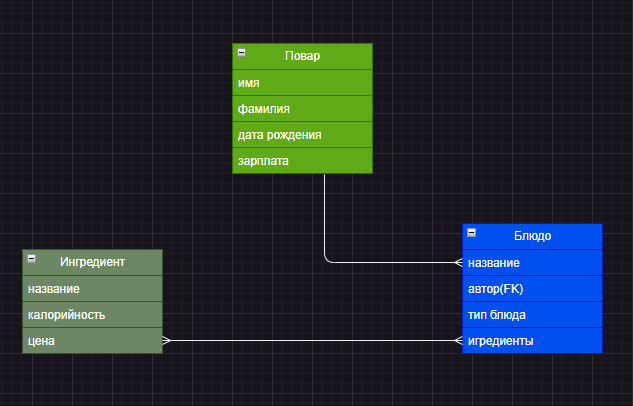 Повар
имя
фамилия
дата рождения
зарплата
Ингредиент
название
калорийность
цена
Блюдо
название
автор(FK)
тип блюда
игредиенты